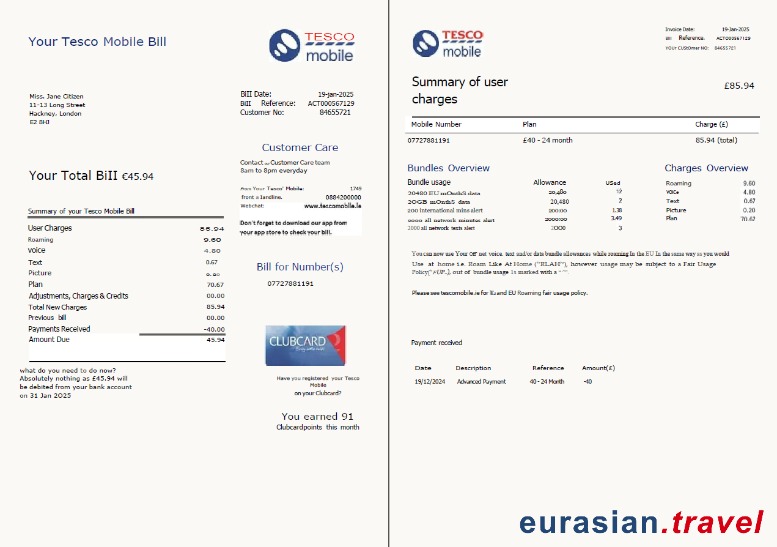 Your Tesco Mobile Bill
TESCO
mobile
Miss. Jane Citizen
11-13 Long Street
Hackney, London
E2 8HJ
Bill Date: 19-jan-2025
Bill Reference: ACT000567129
Customer No: 84655721
Customer Care
Contact our Customer Care team
8am to 8pm everyday
From Your Tesco' Mobile: 1749
front a landline. 0884200000
Webchat: www.tescomobile.ie
Don't forget to download our app from
your app store to check your bill.
Your Total Bill €45.94
Summary of your Tesco Mobile Bill
User Charges 85.94
Roaming 9.60
Voice 4.80
Text 0.67
Picture 0.20
Plan 70.67
Adjustments, Charges & Credits 00.00
Total New Charges 85.94
Previous bill 00.00
Payments Received -40.00
Amount Due 45.94
Bill for Number(s)
07727881191
CLUBCARD
what do you need to do now?
Absolutely nothing as £45.94 will
be debited from your bank account
on 31 Jan 2025
Have you registered your Tesco
Mobile
on your Clubcard?
You earned 91
Clubcardpoints this month
TESCO
mobile
Invoice Date: 19-Jan-2025
Bill Reference: ACT000567129
YOUR CUStOmer NO: 84655721
Summary of user
charges
£85.94
Mobile Number Plan Charge (£)
07727881191 £40 - 24 month 85.94 (total)
Bundles Overview
Bundle usage Allowance USed
20480 EU mOnthS data 20,480 12
20GB mOnthS data 20,480 2
200 international mins alert 200:00 1.38
5000 all network minutes alert 2000:00 3.49
2000 all network texts alert 2000 3
Charges Overview
Roaming 9.60
Voice 4.80
Text 0.67
Picture 0.20
Plan 70.67
You can now use Your Off net voice, text and/or data bundle allowances while roaming In the EU In the same way as you would
Use at home i.e. Roam Like At Home ("RLAH"), however usage may be subject to a Fair Usage
Policy("FUP,,), out of bundle usage Is marked with a
Please see tescomobile.ie for Is and EU Roaming fair usage policy.
Payment received
Date Description Reference Amount(£)
19/12/2024 Advanced Payment 40 - 24 Month -40
eurasian.travel